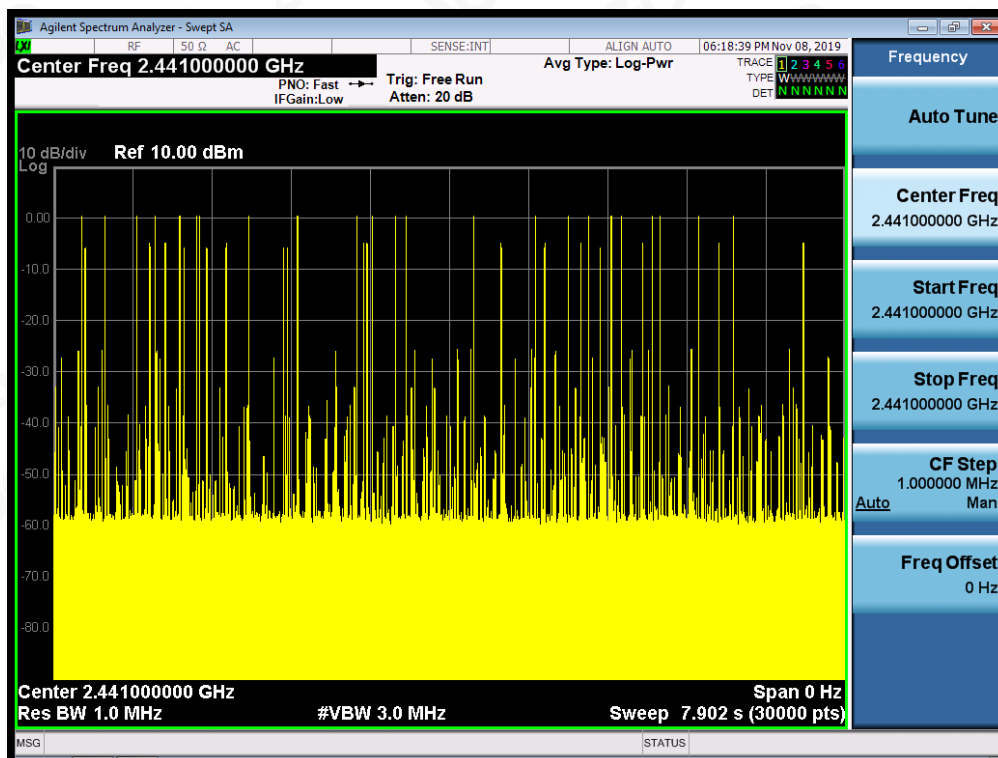 Agilent Spectrum Analyzer - Swept SA
LXI RF 50 Ω AC SENSE:INT ALIGN AUTO 06:18:39 PM Nov 08, 2019
Center Freq 2.441000000 GHz
PNO: Fast
IFGain:Low
Trig: Free Run
Atten: 20 dB
Avg Type: Log-Pwr
TRACE 1 2 3 4 5 6
TYPE WWWWWW
DET N N N N N N
10 dB/div Ref 10.00 dBm
Log
0.00
-10.0
-20.0
-30.0
-40.0
-50.0
-60.0
-70.0
-80.0
Center 2.441000000 GHz Span 0 Hz
Res BW 1.0 MHz #VBW 3.0 MHz Sweep 7.902 s (30000 pts)
MSG STATUS
Frequency
Auto Tune
Center Freq
2.441000000 GHz
Start Freq
2.441000000 GHz
Stop Freq
2.441000000 GHz
CF Step
1.000000 MHz
Auto Man
Freq Offset
0 Hz